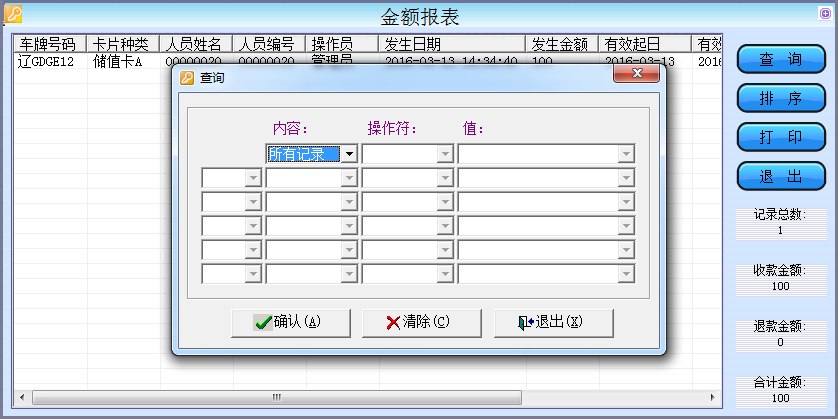 金额报表
车牌号码 卡片种类 人员姓名 人员编号 操作员 发生日期 发生金额 有效起日 有效
辽GDGE12 储值卡A 00000020 00000020 管理员 2016-03-13 14:34:40 100 2016-03-13 2016
查询
内容： 操作符： 值：
所有记录
确认(A) 清除(C) 退出(X)
查 询
排 序
打 印
退 出
记录总数：
1
收款金额：
100
退款金额：
0
合计金额：
100